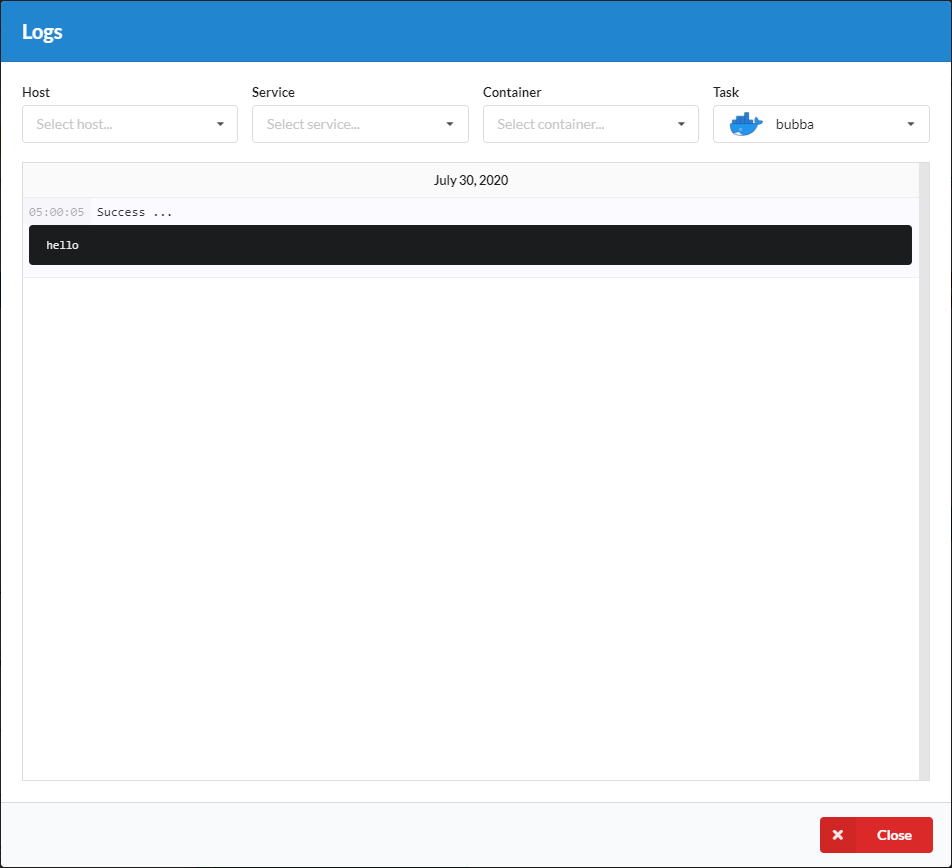 Logs
Host Service Container Task
Select host... Select service... Select container... bubba
July 30, 2020
05:00:05 Success ...
hello
Close